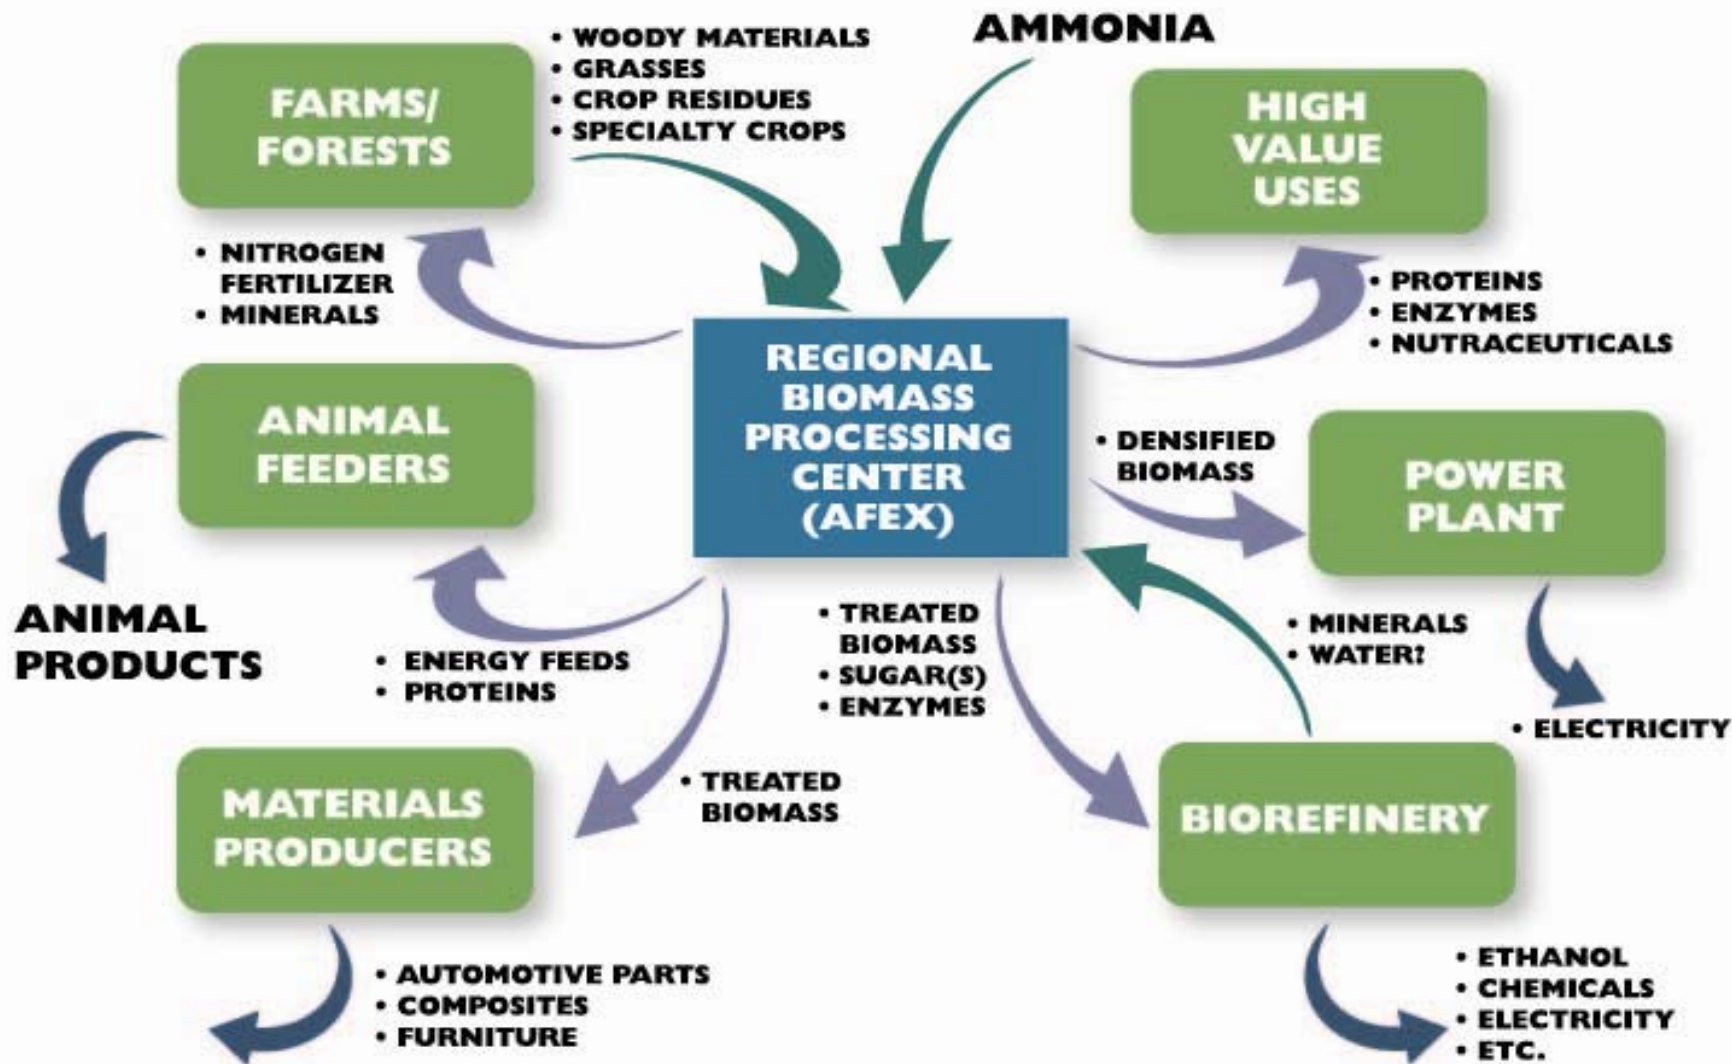 AMMONIA
FARMS/
FORESTS
• WOODY MATERIALS
• GRASSES
• CROP RESIDUES
• SPECIALTY CROPS
HIGH
VALUE
USES
• NITROGEN
FERTILIZER
• MINERALS
• PROTEINS
• ENZYMES
• NUTRACEUTICALS
REGIONAL
BIOMASS
PROCESSING
CENTER
(AFEX)
ANIMAL
FEEDERS
• DENSIFIED
BIOMASS
POWER
PLANT
ANIMAL
PRODUCTS
• ENERGY FEEDS
• PROTEINS
• TREATED
BIOMASS
• SUGAR(S)
• ENZYMES
• MINERALS
• WATER?
• ELECTRICITY
MATERIALS
PRODUCERS
• TREATED
BIOMASS
BIOREFINERY
• AUTOMOTIVE PARTS
• COMPOSITES
• FURNITURE
• ETHANOL
• CHEMICALS
• ELECTRICITY
• ETC.